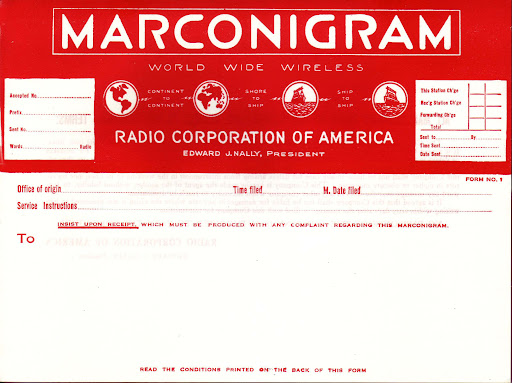 MARCONIGRAM
WORLD WIDE WIRELESS
Accepted No.
Prefix
Sent No.
Words Radio
CONTINENT TO CONTINENT
SHORE TO SHIP
SHIP TO SHIP
This Station Ch'ge
Rec'g Station Ch'ge
Forwarding Ch'gs
Total
Sent to By
Time Sent
Date Sent
RADIO CORPORATION OF AMERICA
EDWARD J. NALLY, PRESIDENT
FORM NO. 1
Office of origin Time filed M. Date filed
Service Instructions
INSIST UPON RECEIPT, WHICH MUST BE PRODUCED WITH ANY COMPLAINT REGARDING THIS MARCONIGRAM.
To
READ THE CONDITIONS PRINTED ON THE BACK OF THIS FORM